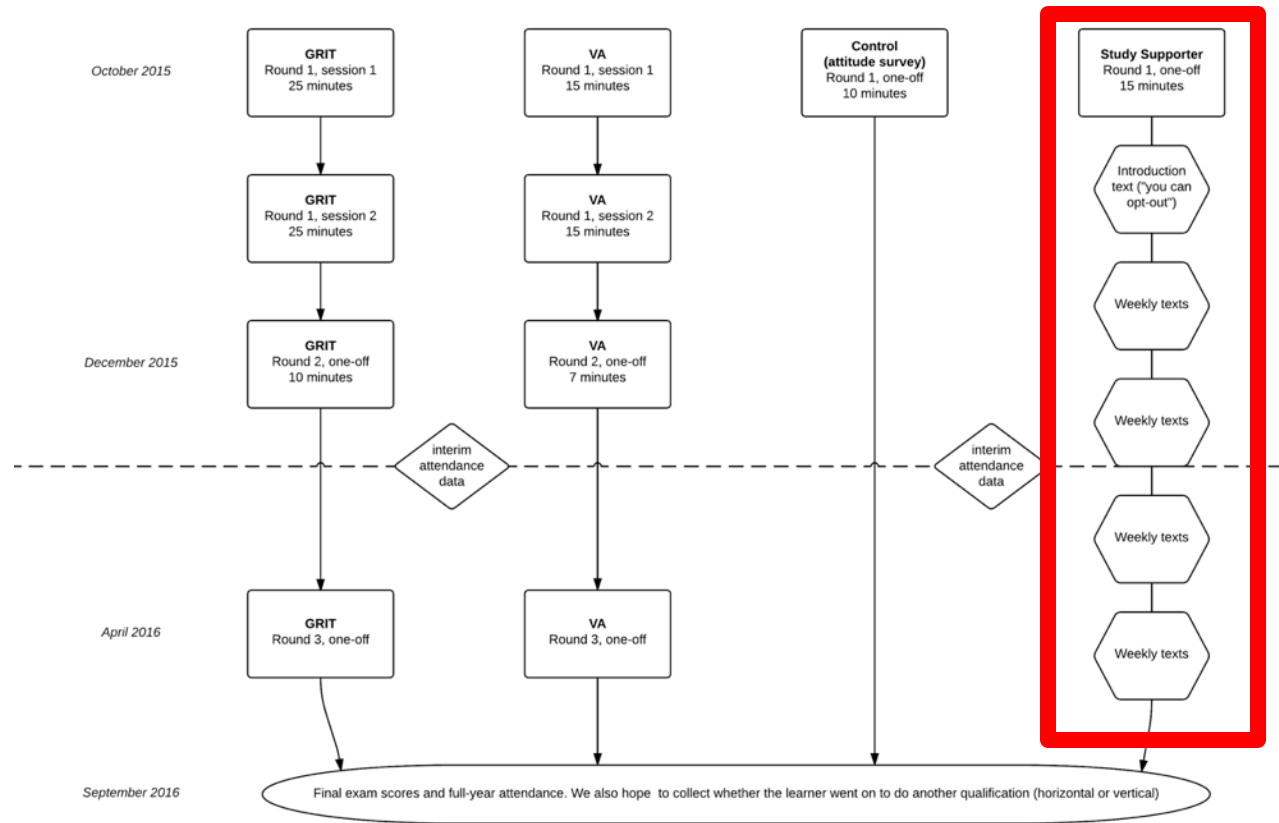 October 2015
GRIT
Round 1, session 1
25 minutes
VA
Round 1, session 1
15 minutes
Control
(attitude survey)
Round 1, one-off
10 minutes
Study Supporter
Round 1, one-off
15 minutes
Introduction
text ("you can
opt-out")
GRIT
Round 1, session 2
25 minutes
VA
Round 1, session 2
15 minutes
Weekly texts
December 2015
GRIT
Round 2, one-off
10 minutes
VA
Round 2, one-off
7 minutes
Weekly texts
interim
attendance
data
interim
attendance
data
Weekly texts
April 2016
GRIT
Round 3, one-off
VA
Round 3, one-off
Weekly texts
September 2016
Final exam scores and full-year attendance. We also hope to collect whether the learner went on to do another qualification (horizontal or vertical)